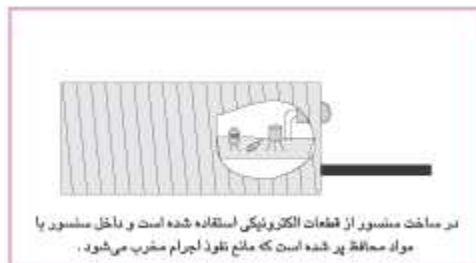 در ساخت سنسور از قطعات الکترونیکی استفاده شده است و داخل سنسور با
مواد محافظ پر شده است که مانع نفوذ اجرام مخرب می‌شود .